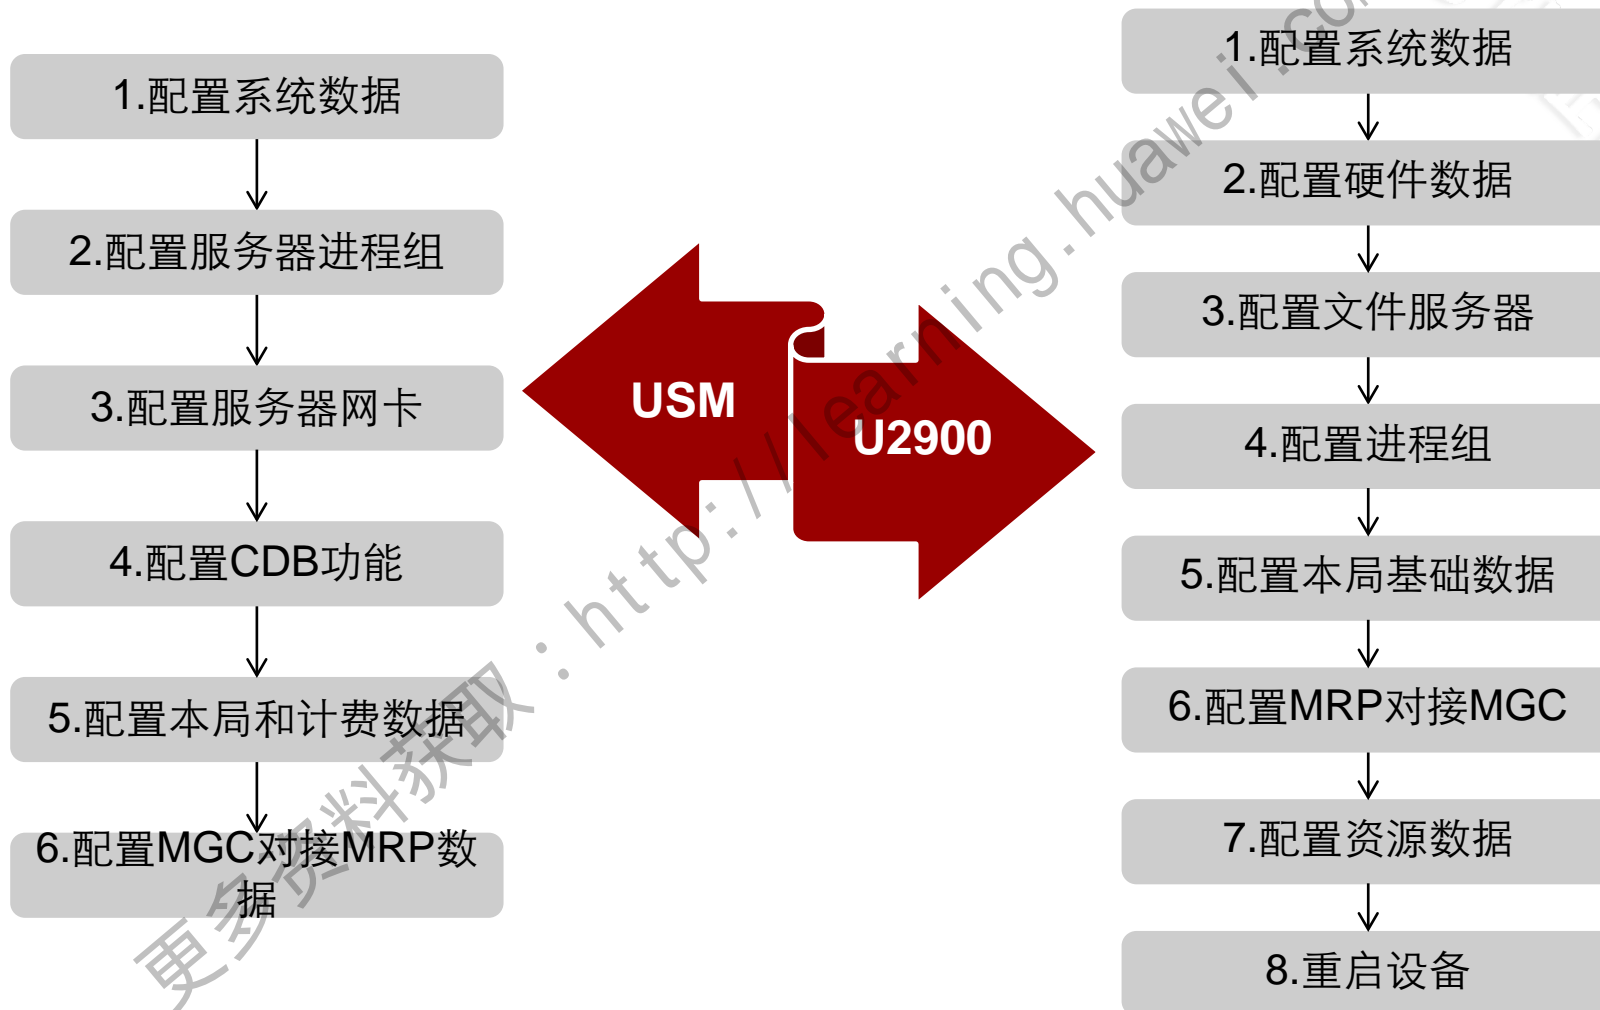 1.配置系统数据
2.配置服务器进程组
3.配置服务器网卡
4.配置CDB功能
5.配置本局和计费数据
6.配置MGC对接MRP数
据
USM
U2900
1.配置系统数据
2.配置硬件数据
3.配置文件服务器
4.配置进程组
5.配置本局基础数据
6.配置MRP对接MGC
7.配置资源数据
8.重启设备
更多资料获取：http://learning.huawei.co